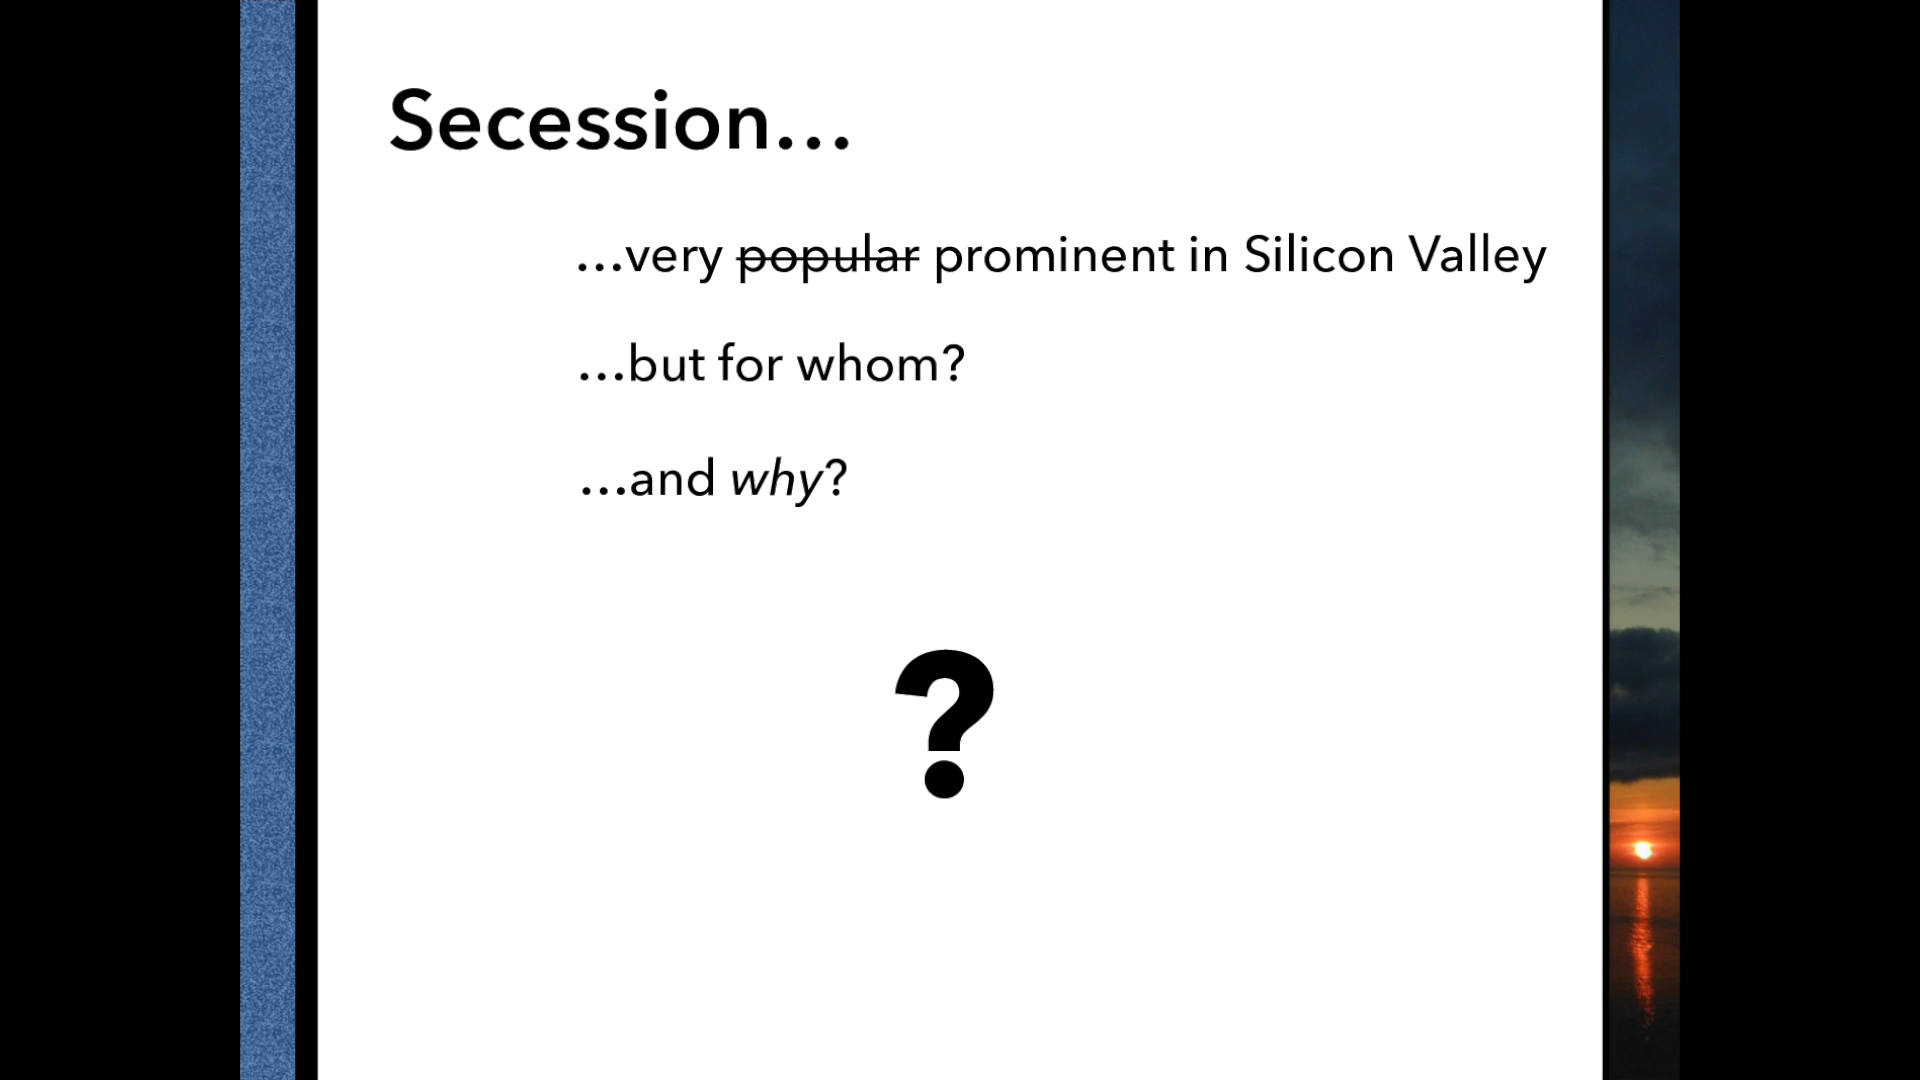 Secession…
…very popular prominent in Silicon Valley
…but for whom?
…and why?
?